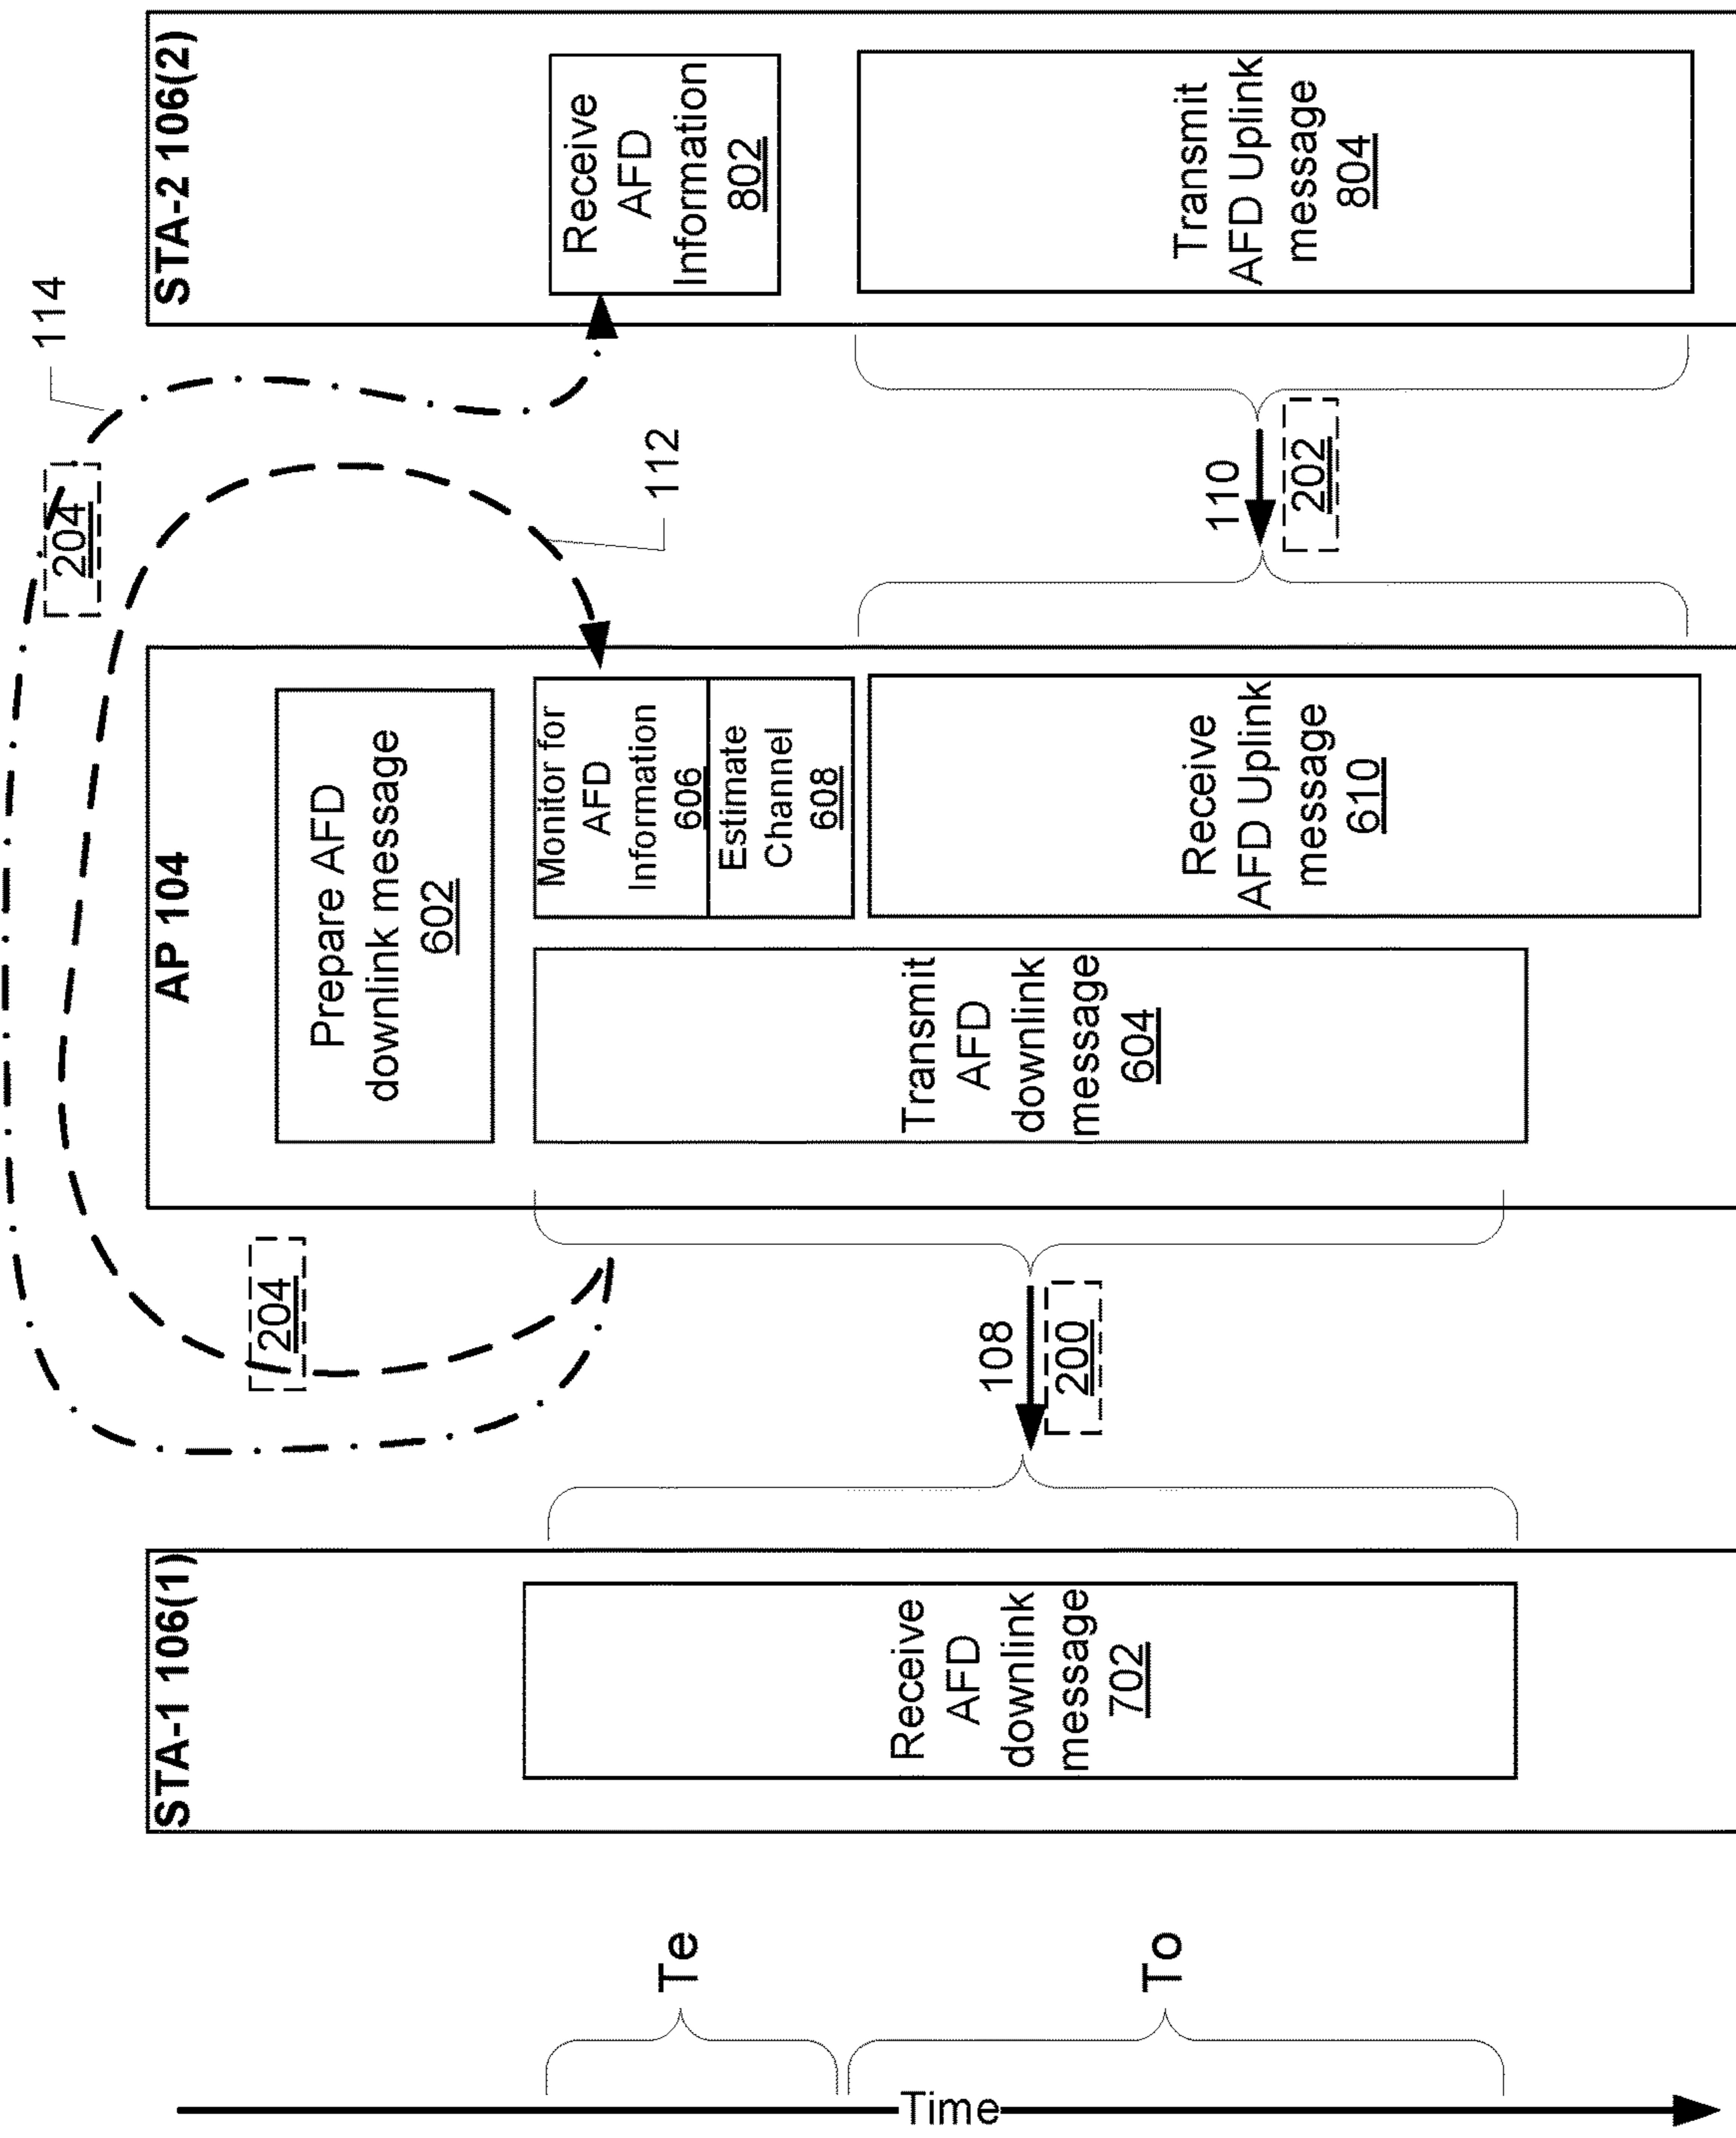 STA-1 106(1)
AP 104
STA-2 106(2)
114
204
204
112
Prepare AFD
downlink message
602
Monitor for
AFD
Information
606
Estimate
Channel
608
Receive
AFD
Information
802
Receive
AFD
downlink
message
702
108
200
Transmit
AFD
downlink
message
604
Receive
AFD Uplink
message
610
110
202
Transmit
AFD Uplink
message
804
Te
To
Time